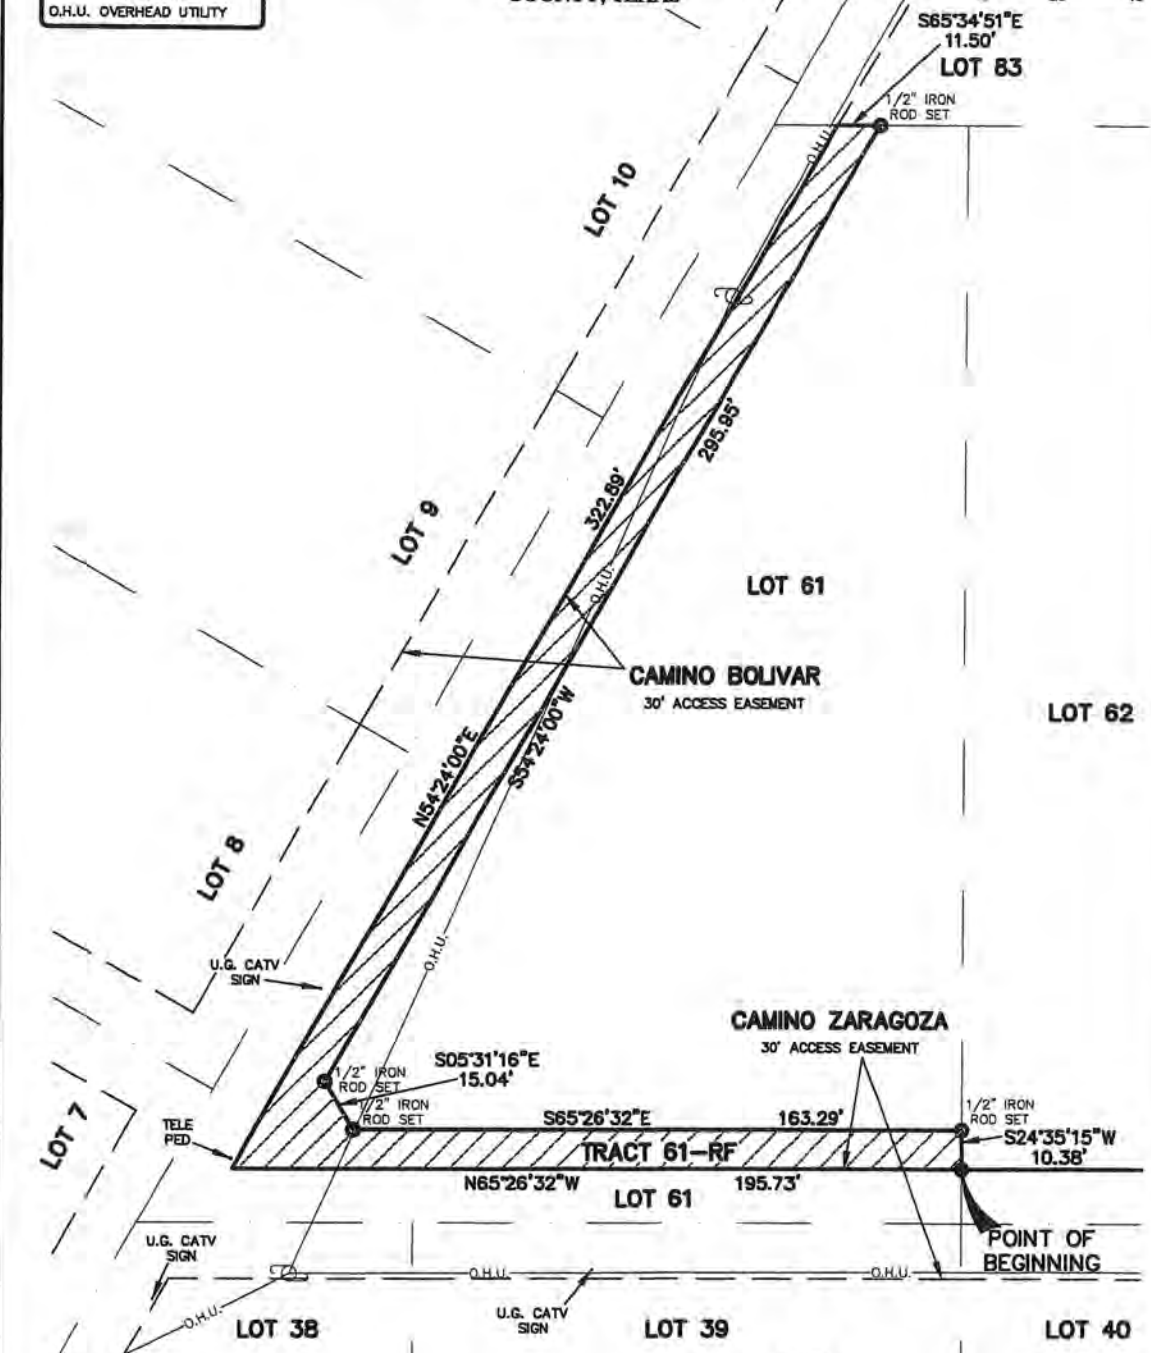 O.H.U. OVERHEAD UTILITY
S65°34'51"E
11.50'
LOT 83
1/2" IRON
ROD SET
O.H.U.
LOT 10
295.95'
322.89'
LOT 9
LOT 61
O.H.U.
CAMINO BOLIVAR
30' ACCESS EASEMENT
LOT 62
N54°24'00"E
S54°24'00"W
LOT 8
O.H.U.
U.G. CATV
SIGN
CAMINO ZARAGOZA
30' ACCESS EASEMENT
S05°31'16"E
15.04'
1/2" IRON
ROD SET
1/2" IRON
ROD SET
LOT 7
TELE
PED
S65°26'32"E 163.29'
1/2" IRON
ROD SET
S24°35'15"W
10.38'
TRACT 61-RF
N65°26'32"W 195.73'
LOT 61
POINT OF
BEGINNING
U.G. CATV
SIGN
O.H.U.
O.H.U.
O.H.U.
U.G. CATV
SIGN
LOT 38
LOT 39
LOT 40